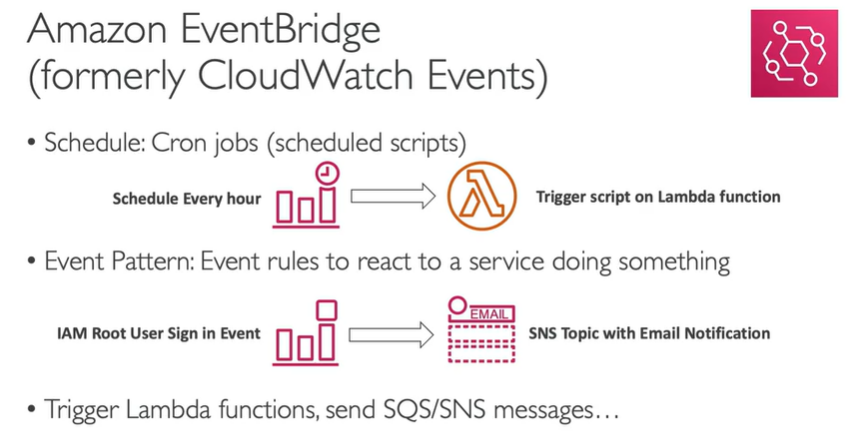 Amazon EventBridge
(formerly CloudWatch Events)
• Schedule: Cron jobs (scheduled scripts)
Schedule Every hour
Trigger script on Lambda function
• Event Pattern: Event rules to react to a service doing something
IAM Root User Sign in Event
EMAIL
SNS Topic with Email Notification
• Trigger Lambda functions, send SQS/SNS messages…